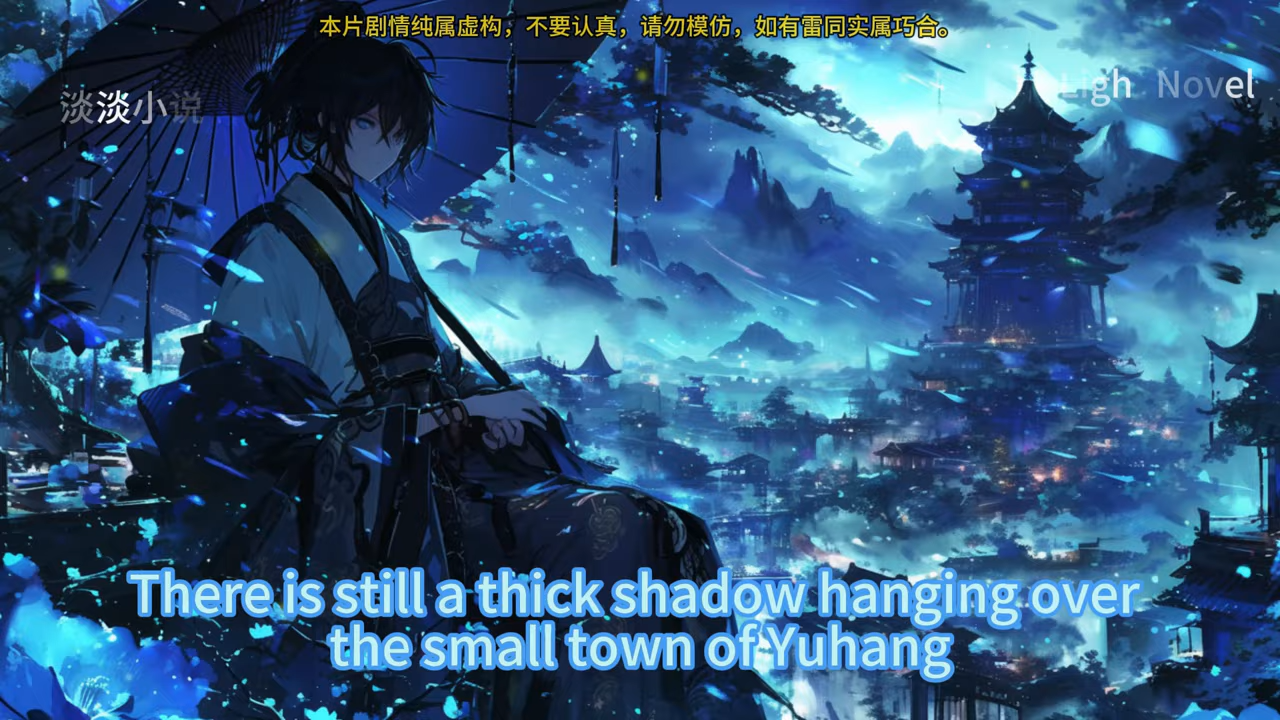 本片剧情纯属虚构，不要认真，请勿模仿，如有雷同实属巧合。
淡淡小说
Ligh Novel
There is still a thick shadow hanging over
the small town of Yuhang